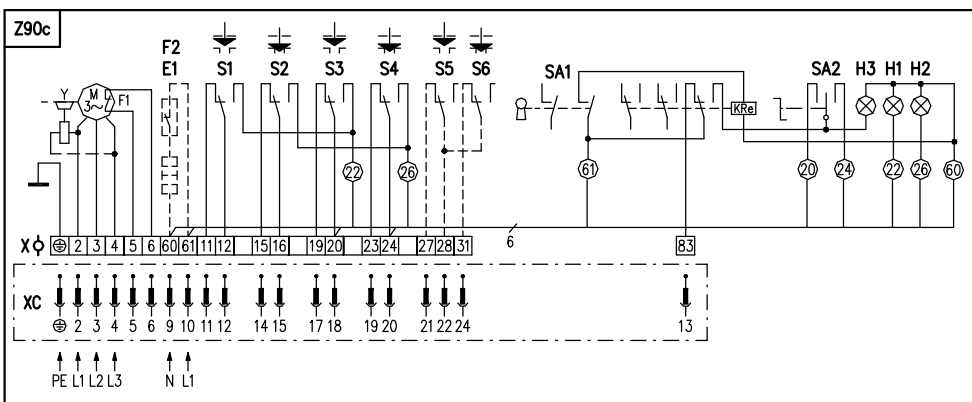 Z90c
F2
E1 S1 S2 S3 S4 S5 S6 SA1 SA2 H3 H1 H2
Y M 3~ F1
KRe
22 26 61 20 24 22 26 60
X 2 3 4 5 6 60 61 11 12 15 16 19 20 23 24 27 28 31 6 83
XC
2 3 4 5 6 9 10 11 12 14 15 17 18 19 20 21 22 24 13
PE L1 L2 L3 N L1